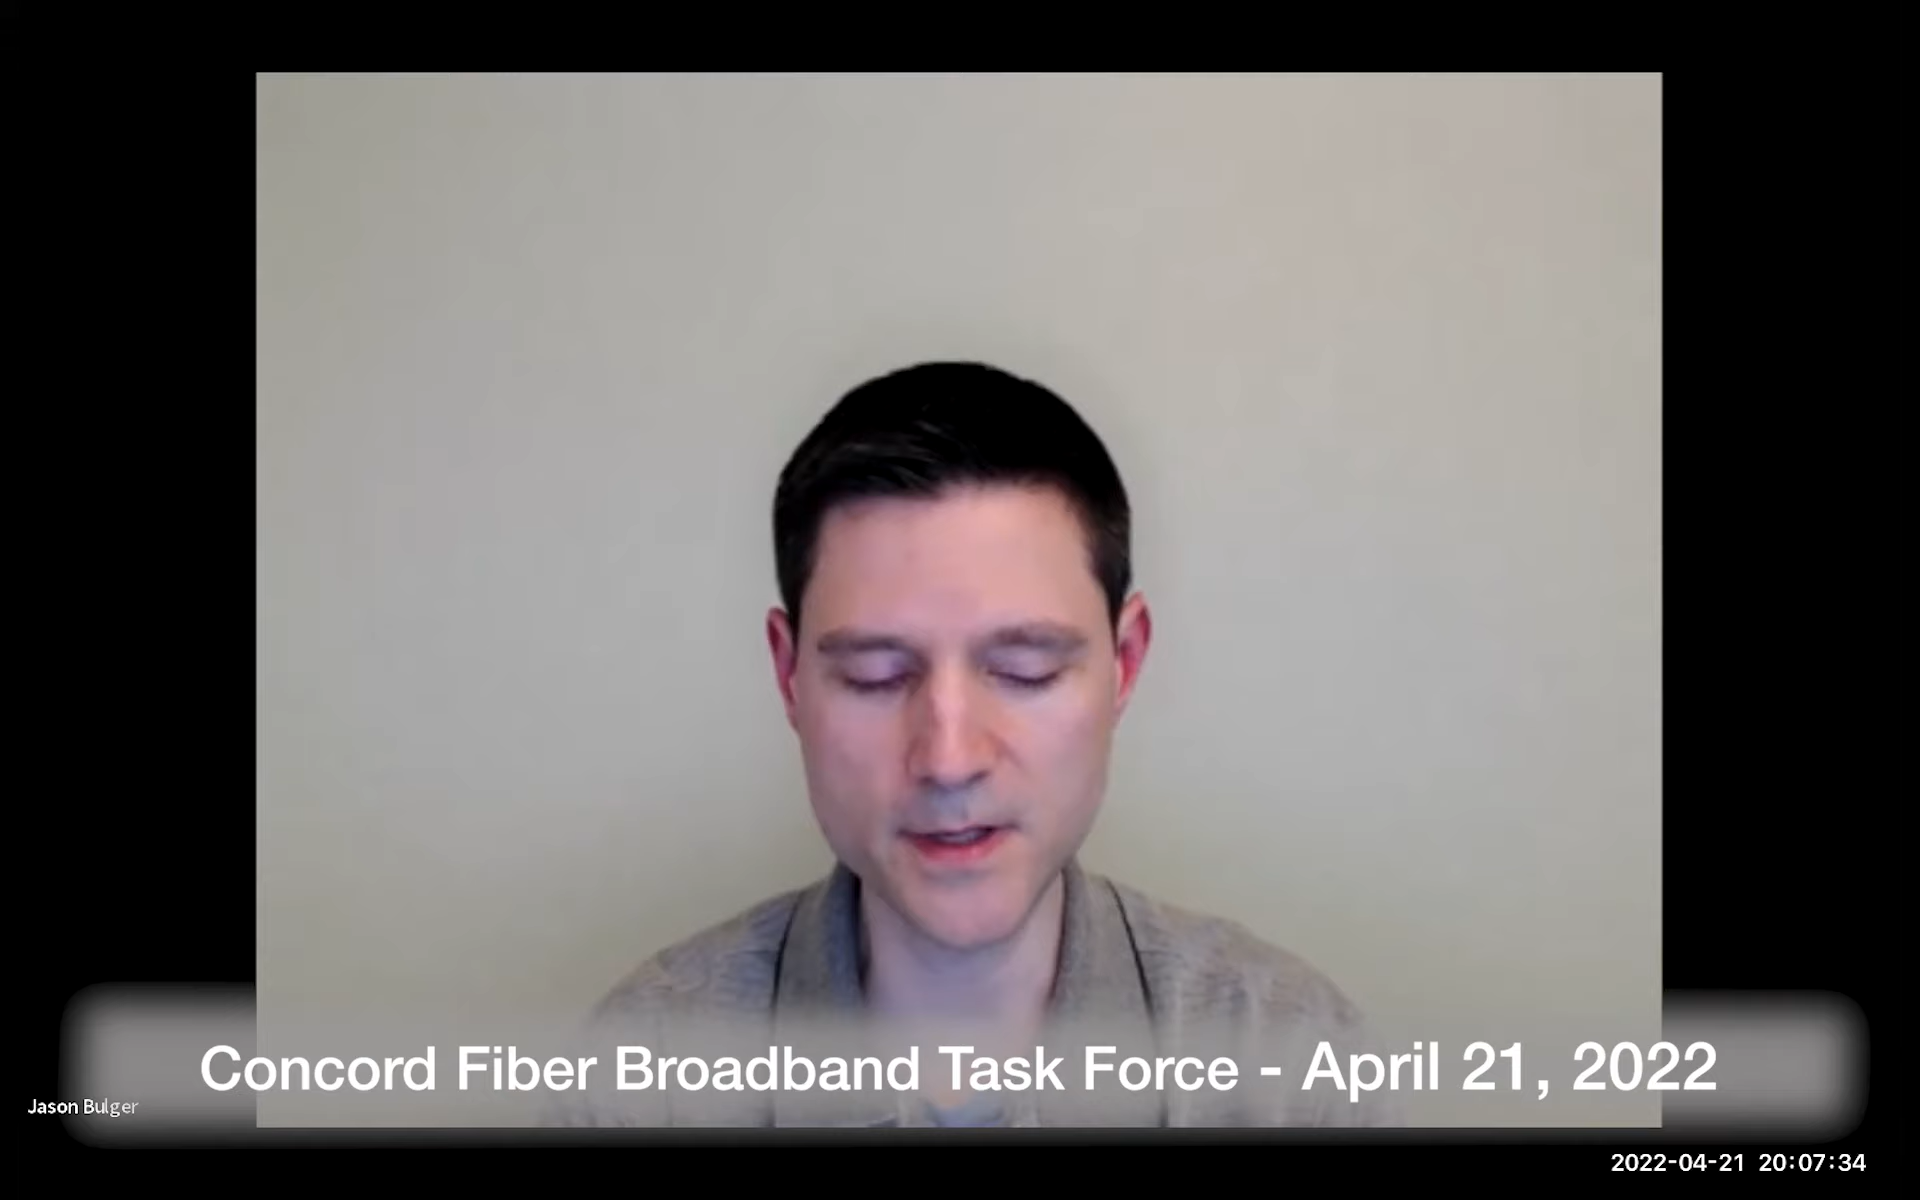 Concord Fiber Broadband Task Force - April 21, 2022
Jason Bulger
2022-04-21 20:07:34